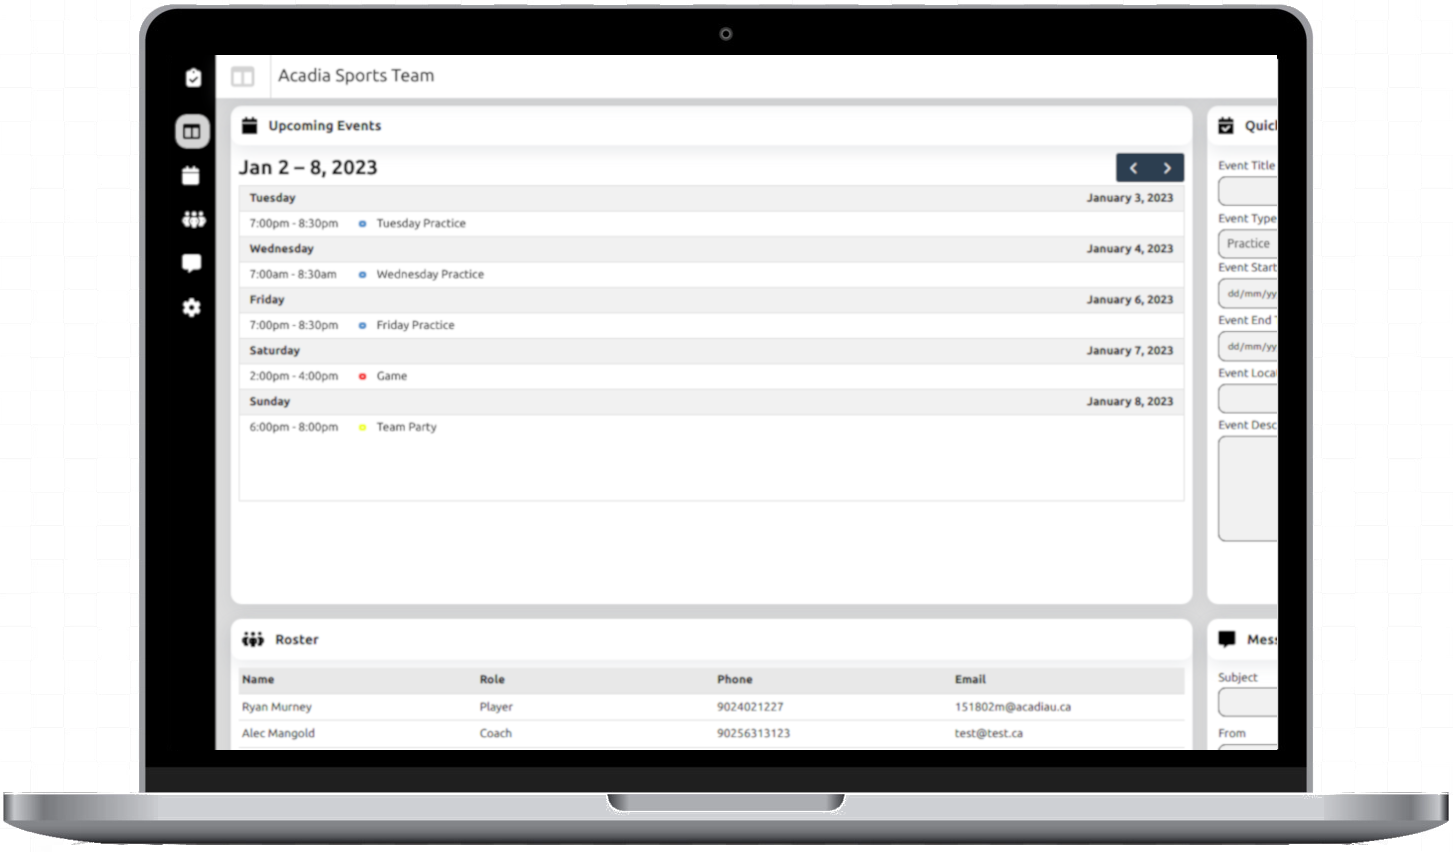 Acadia Sports Team
Upcoming Events
Jan 2 – 8, 2023
Tuesday January 3, 2023
7:00pm - 8:30pm Tuesday Practice
Wednesday January 4, 2023
7:00am - 8:30am Wednesday Practice
Friday January 6, 2023
7:00pm - 8:30pm Friday Practice
Saturday January 7, 2023
2:00pm - 4:00pm Game
Sunday January 8, 2023
6:00pm - 8:00pm Team Party
Event Title
Event Type
Practice
Event Start
dd/mm/yy
Event End
dd/mm/yy
Event
Event
Roster
Name Role Phone Email
Ryan Murney Player 9024021227 151802m@acadiau.ca
Alec Mangold Coach 90256313123 test@test.ca
Subject
From